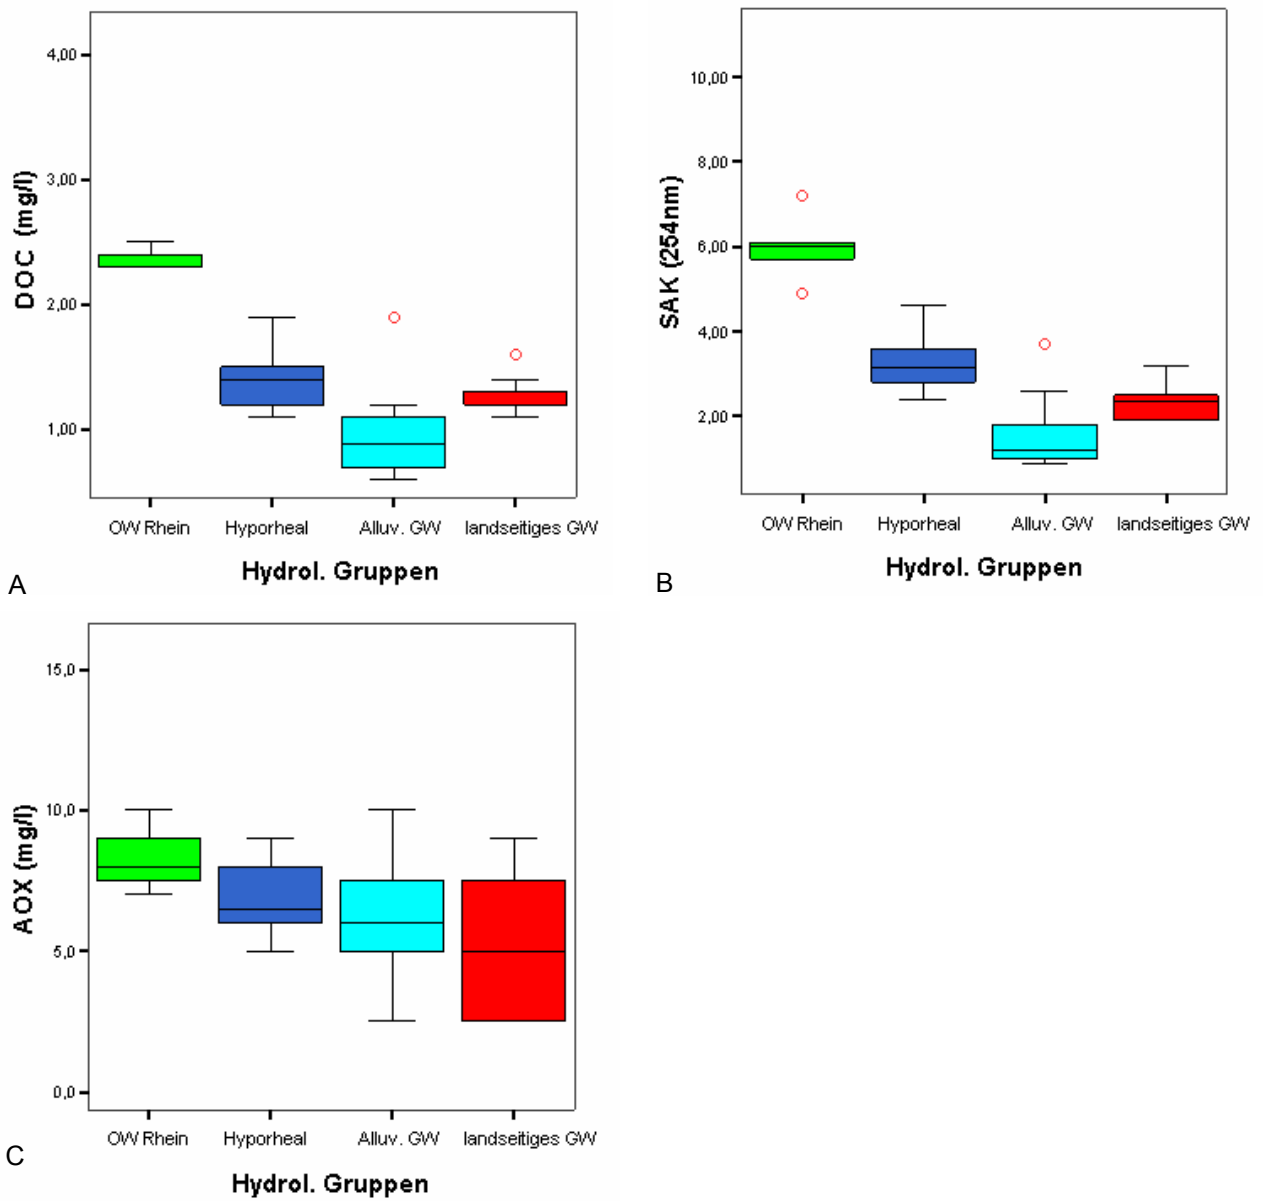 4,00
3,00
2,00
1,00
DOC (mg/l)
OW Rhein Hyporheal Alluv. GW landseitiges GW
Hydrol. Gruppen
A
10,00
8,00
6,00
4,00
2,00
SAK (254nm)
OW Rhein Hyporheal Alluv. GW landseitiges GW
Hydrol. Gruppen
B
15,0
10,0
5,0
0,0
AOX (mg/l)
OW Rhein Hyporheal Alluv. GW landseitiges GW
Hydrol. Gruppen
C